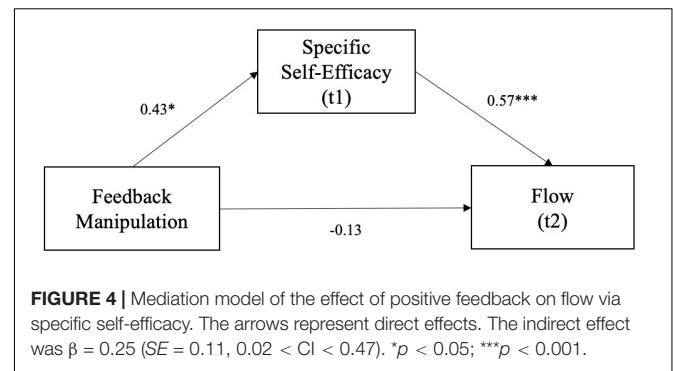 Specific
Self-Efficacy
(t1)
0.43*
0.57***
Feedback
Manipulation
Flow
(t2)
-0.13
FIGURE 4 | Mediation model of the effect of positive feedback on flow via
specific self-efficacy. The arrows represent direct effects. The indirect effect
was β = 0.25 (SE = 0.11, 0.02 < CI < 0.47). *p < 0.05; ***p < 0.001.